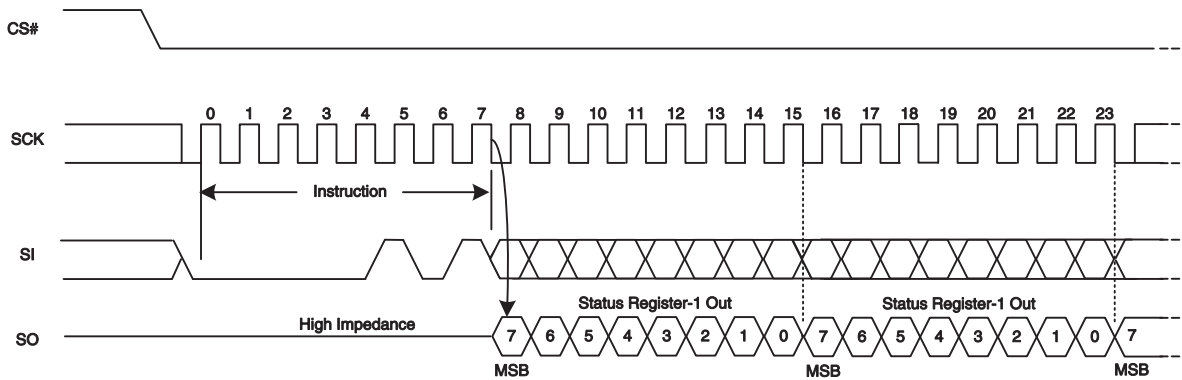 CS#
0 1 2 3 4 5 6 7 8 9 10 11 12 13 14 15 16 17 18 19 20 21 22 23
SCK
Instruction
SI
Status Register-1 Out Status Register-1 Out
High Impedance
SO
7 6 5 4 3 2 1 0 7 6 5 4 3 2 1 0 7
MSB MSB MSB